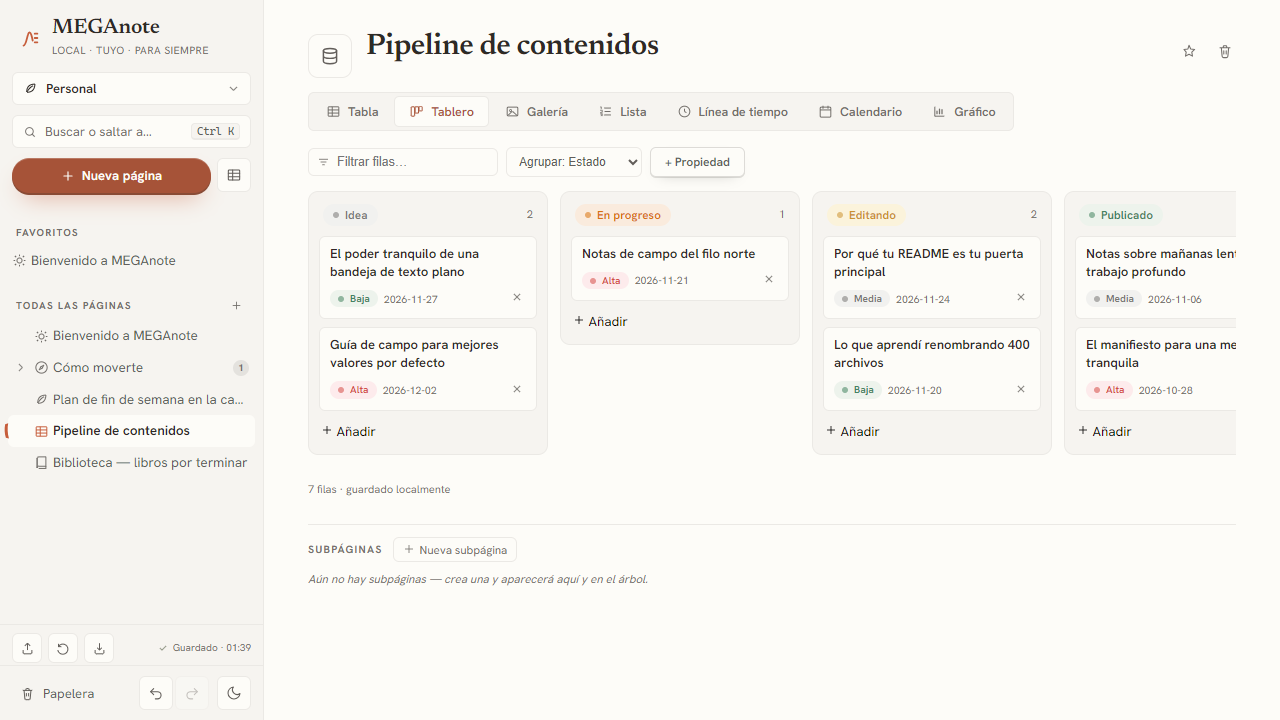 MEGAnote
LOCAL · TUYO · PARA SIEMPRE
Personal
Buscar o saltar a...
Ctrl K
Nueva página
FAVORITOS
Bienvenido a MEGAnote
TODAS LAS PÁGINAS
Bienvenido a MEGAnote
Cómo moverte
1
Plan de fin de semana en la ca...
Pipeline de contenidos
Biblioteca — libros por terminar
Guardado · 01:39
Papelera
Pipeline de contenidos
Tabla
Tablero
Galería
Lista
Línea de tiempo
Calendario
Gráfico
Filtrar filas...
Agrupar: Estado
+ Propiedad
Idea
2
El poder tranquilo de una
bandeja de texto plano
Baja
2026-11-27
Guía de campo para mejores
valores por defecto
Alta
2026-12-02
+ Añadir
En progreso
1
Notas de campo del filo norte
Alta
2026-11-21
+ Añadir
Editando
2
Por qué tu README es tu puerta
principal
Media
2026-11-24
Lo que aprendí renombrando 400
archivos
Baja
2026-11-20
+ Añadir
Publicado
Notas sobre mañanas
trabajo profundo
Media
2026-11-06
El manifiesto para una
tranquila
Alta
2026-10-28
+ Añadir
7 filas · guardado localmente
SUBPÁGINAS
+ Nueva subpágina
Aún no hay subpáginas — crea una y aparecerá aquí y en el árbol.